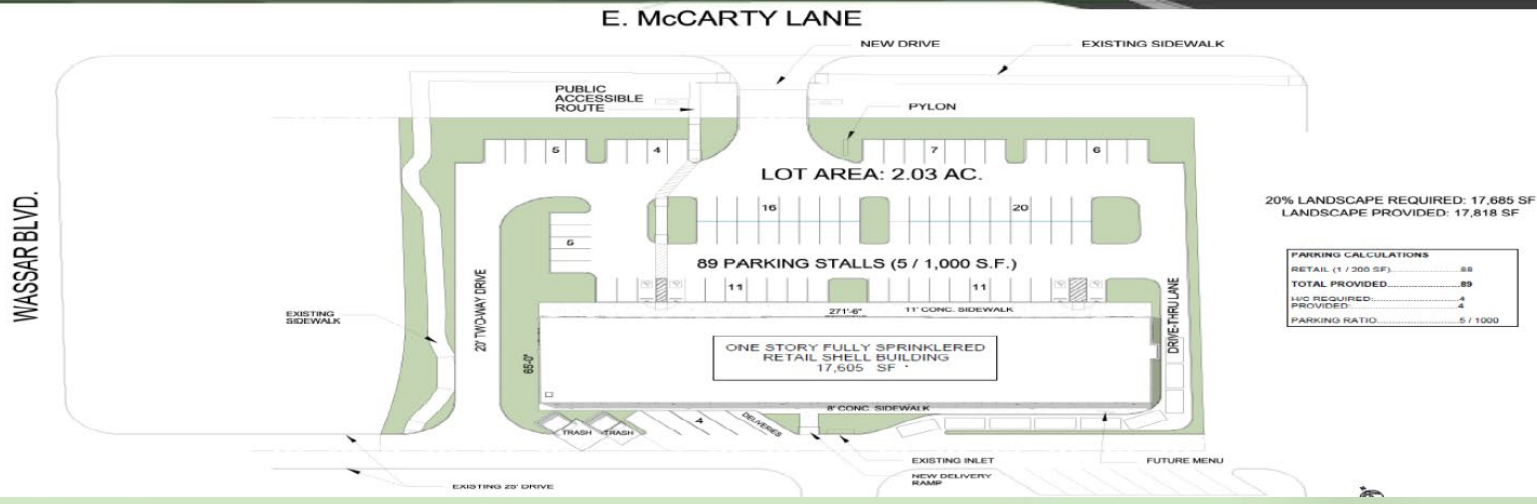 E. McCARTY LANE
NEW DRIVE
EXISTING SIDEWALK
PUBLIC
ACCESSIBLE
ROUTE
PYLON
5
4
7
6
LOT AREA: 2.03 AC.
WASSAR BLVD.
16
20
20% LANDSCAPE REQUIRED: 17,685 SF
LANDSCAPE PROVIDED: 17,818 SF
5
89 PARKING STALLS (5 / 1,000 S.F.)
PARKING CALCULATIONS
RETAIL (1 / 200 SF)....................88
TOTAL PROVIDED....................89
H/C REQUIRED:....................4
PROVIDED:....................4
PARKING RATIO....................5 / 1000
11
11
EXISTING
SIDEWALK
20' TWO-WAY DRIVE
271'-6"
11' CONC. SIDEWALK
DRIVE-THRU LANE
65'-0"
ONE STORY FULLY SPRINKLERED
RETAIL SHELL BUILDING
17,605 SF
8' CONC. SIDEWALK
TRASH
TRASH
4
DELIVERIES
EXISTING INLET
FUTURE MENU
NEW DELIVERY
RAMP
EXISTING 25' DRIVE